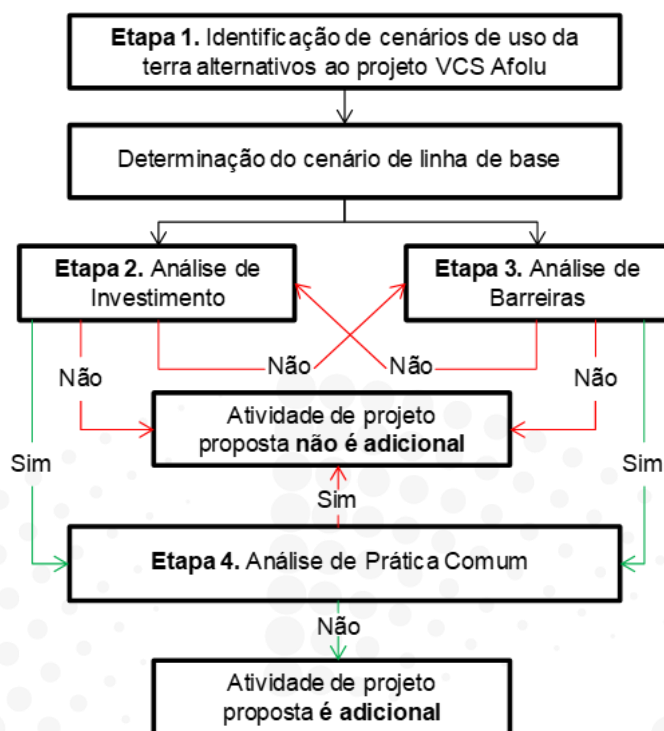 Etapa 1. Identificação de cenários de uso da
terra alternativos ao projeto VCS Afolu
Determinação do cenário de linha de base
Etapa 2. Análise de
Investimento
Etapa 3. Análise de
Barreiras
Não
Não
Não
Não
Atividade de projeto
proposta não é adicional
Sim
Sim
Sim
Etapa 4. Análise de Prática Comum
Não
Atividade de projeto
proposta é adicional